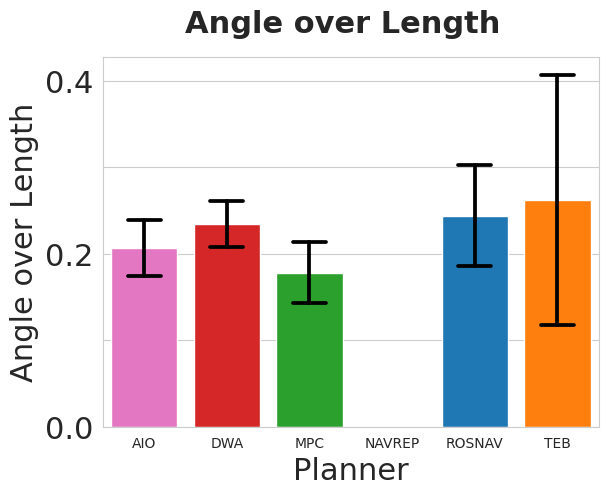 Angle over Length
Angle over Length
0.4
0.2
0.0
AIO DWA MPC NAVREP ROSNAV TEB
Planner